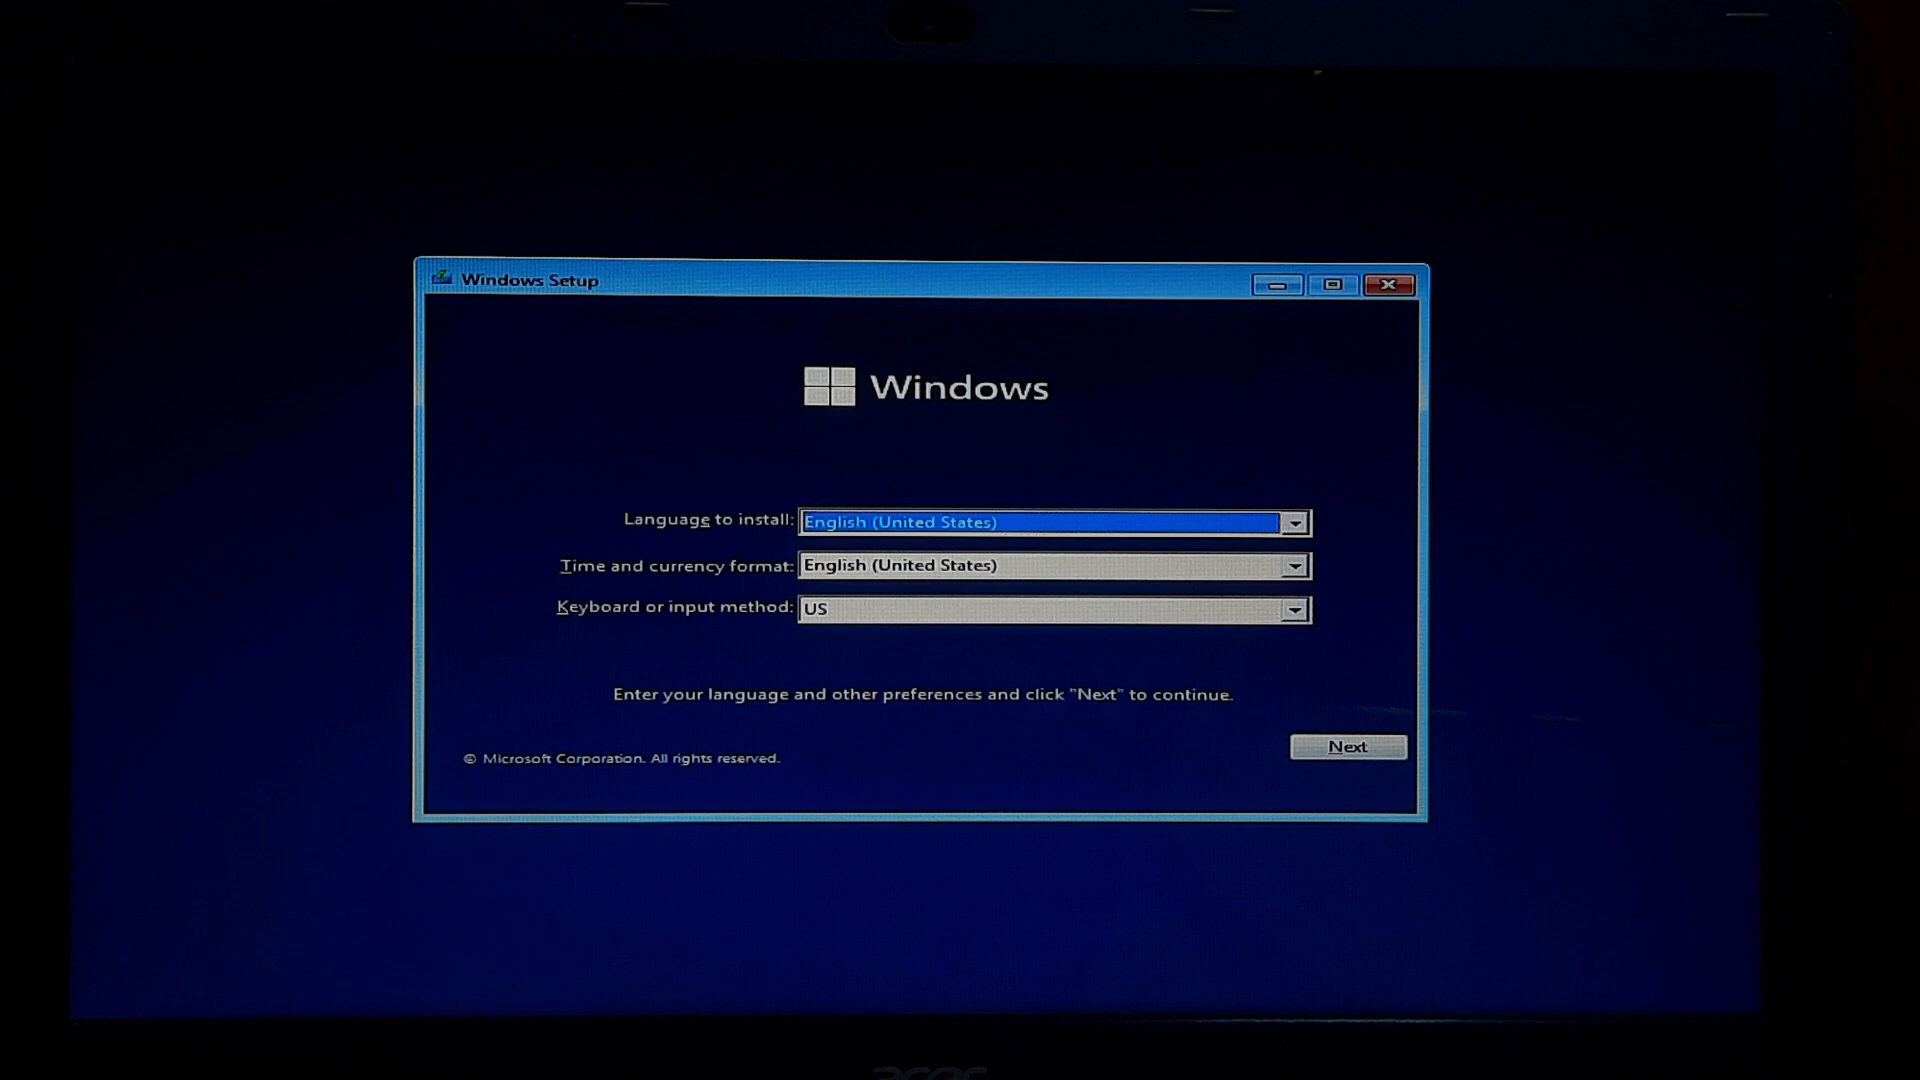 Windows Setup
Windows
Language to install: English (United States)
Time and currency format: English (United States)
Keyboard or input method: US
Enter your language and other preferences and click "Next" to continue.
Next
© Microsoft Corporation. All rights reserved.
acer